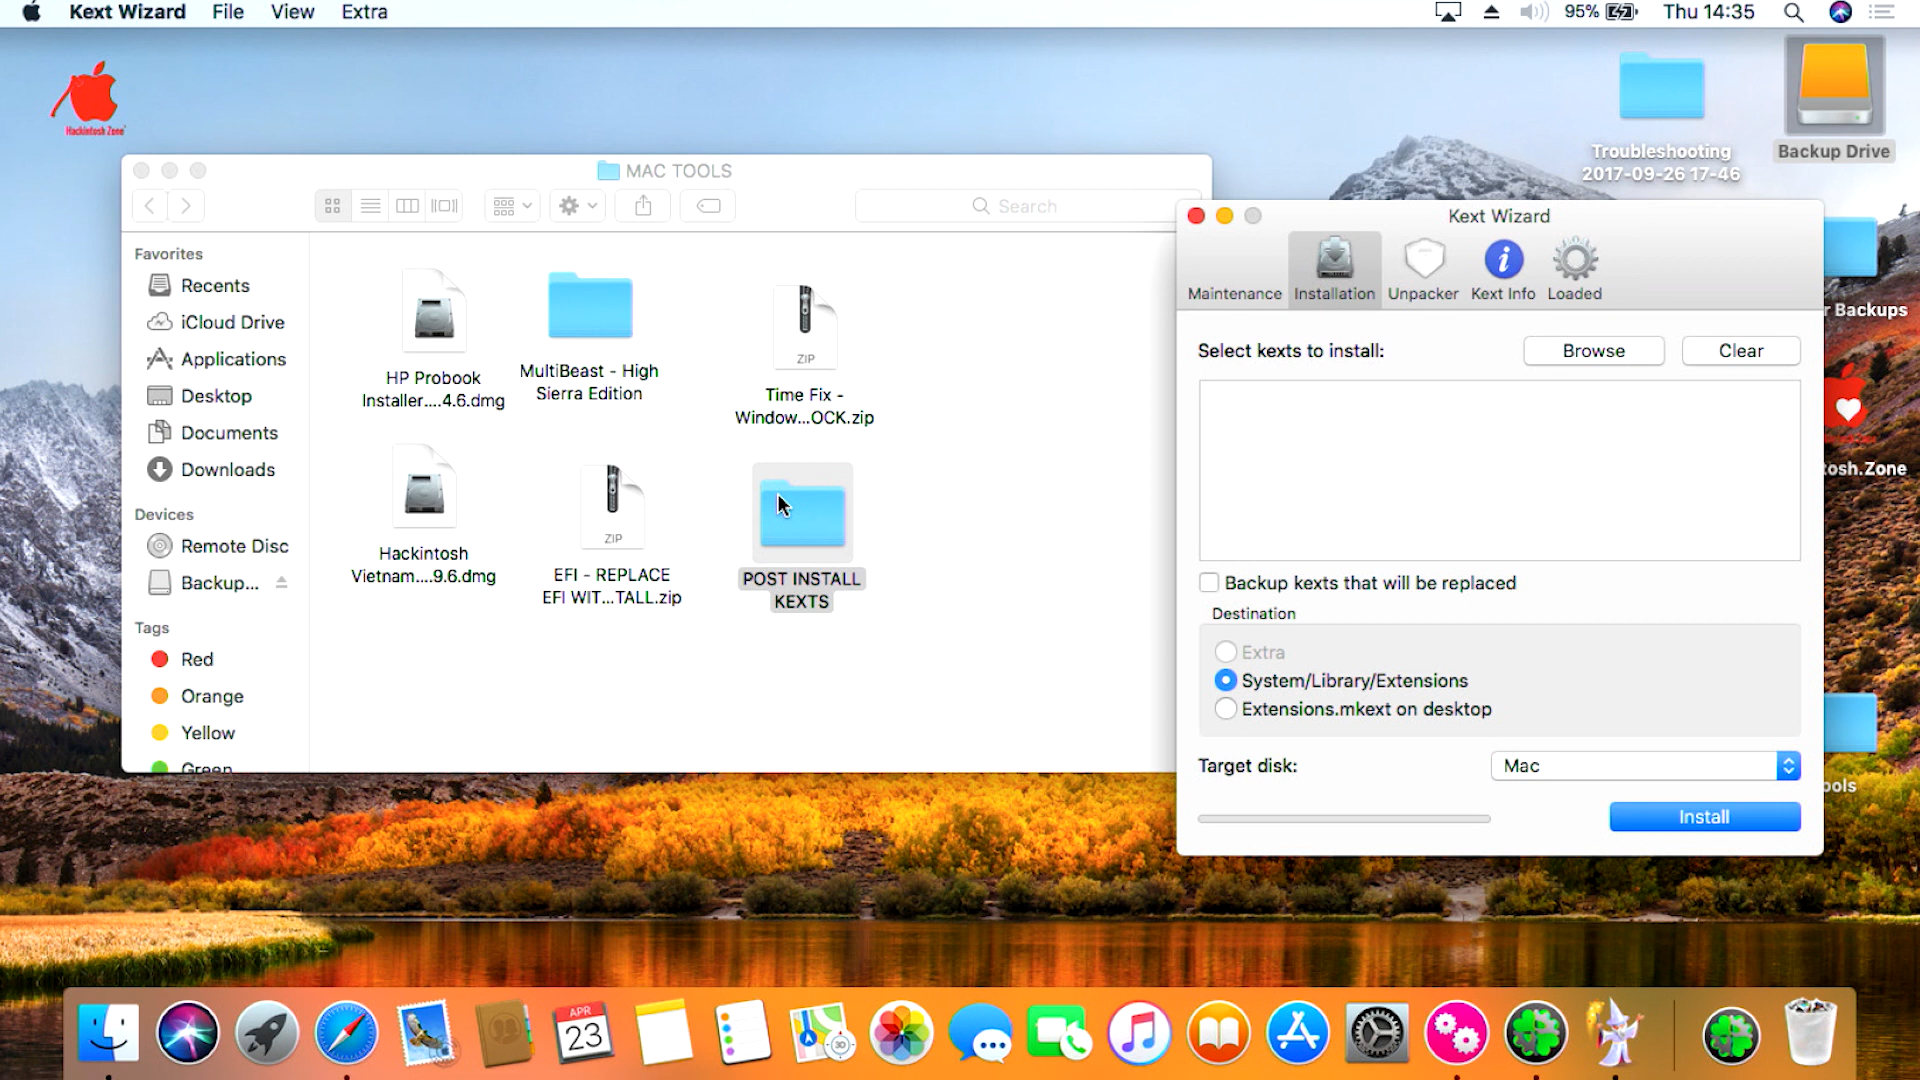 Kext Wizard File View Extra
95% Thu 14:35
Hackintosh Zone
Troubleshooting
2017-09-26 17-46
Backup Drive
r Backups
tosh.Zone
ools
MAC TOOLS
Search
Favorites
Recents
iCloud Drive
Applications
Desktop
Documents
Downloads
Devices
Remote Disc
Backup...
Tags
Red
Orange
Yellow
Green
HP Probook
Installer....4.6.dmg
MultiBeast - High
Sierra Edition
ZIP
Time Fix -
Window...OCK.zip
Hackintosh
Vietnam....9.6.dmg
ZIP
EFI - REPLACE
EFI WIT...TALL.zip
POST INSTALL
KEXTS
Kext Wizard
Maintenance Installation Unpacker Kext Info Loaded
Select kexts to install: Browse Clear
Backup kexts that will be replaced
Destination
Extra
System/Library/Extensions
Extensions.mkext on desktop
Target disk: Mac
Install
APR
23
3D